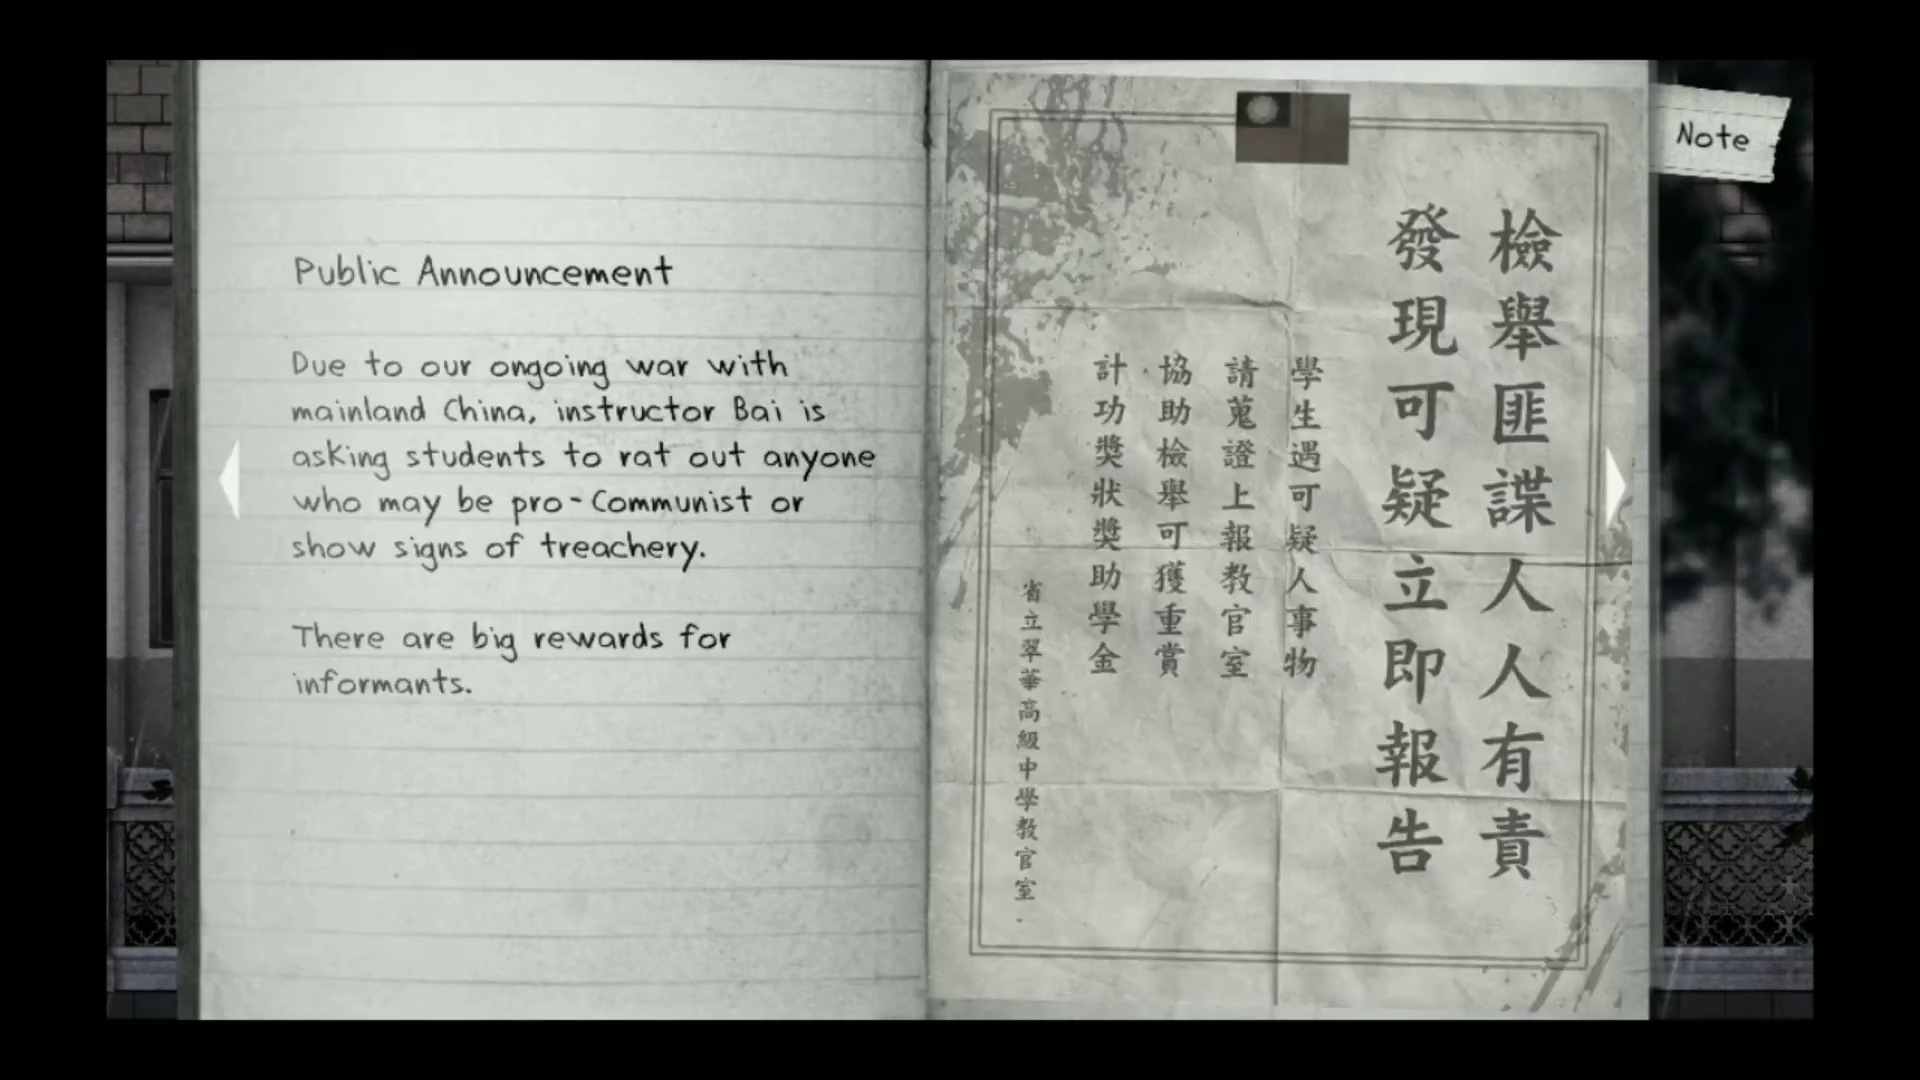 Public Announcement
Due to our ongoing war with
mainland China, instructor Bai is
asking students to rat out anyone
who may be pro-Communist or
show signs of treachery.
There are big rewards for
informants.
檢舉匪諜人人有責
發現可疑立即報告
學生遇可疑人事物
請蒐證上報教官室
協助檢舉可獲重賞
計功獎狀獎助學金
省立翠華高級中學教官室
Note